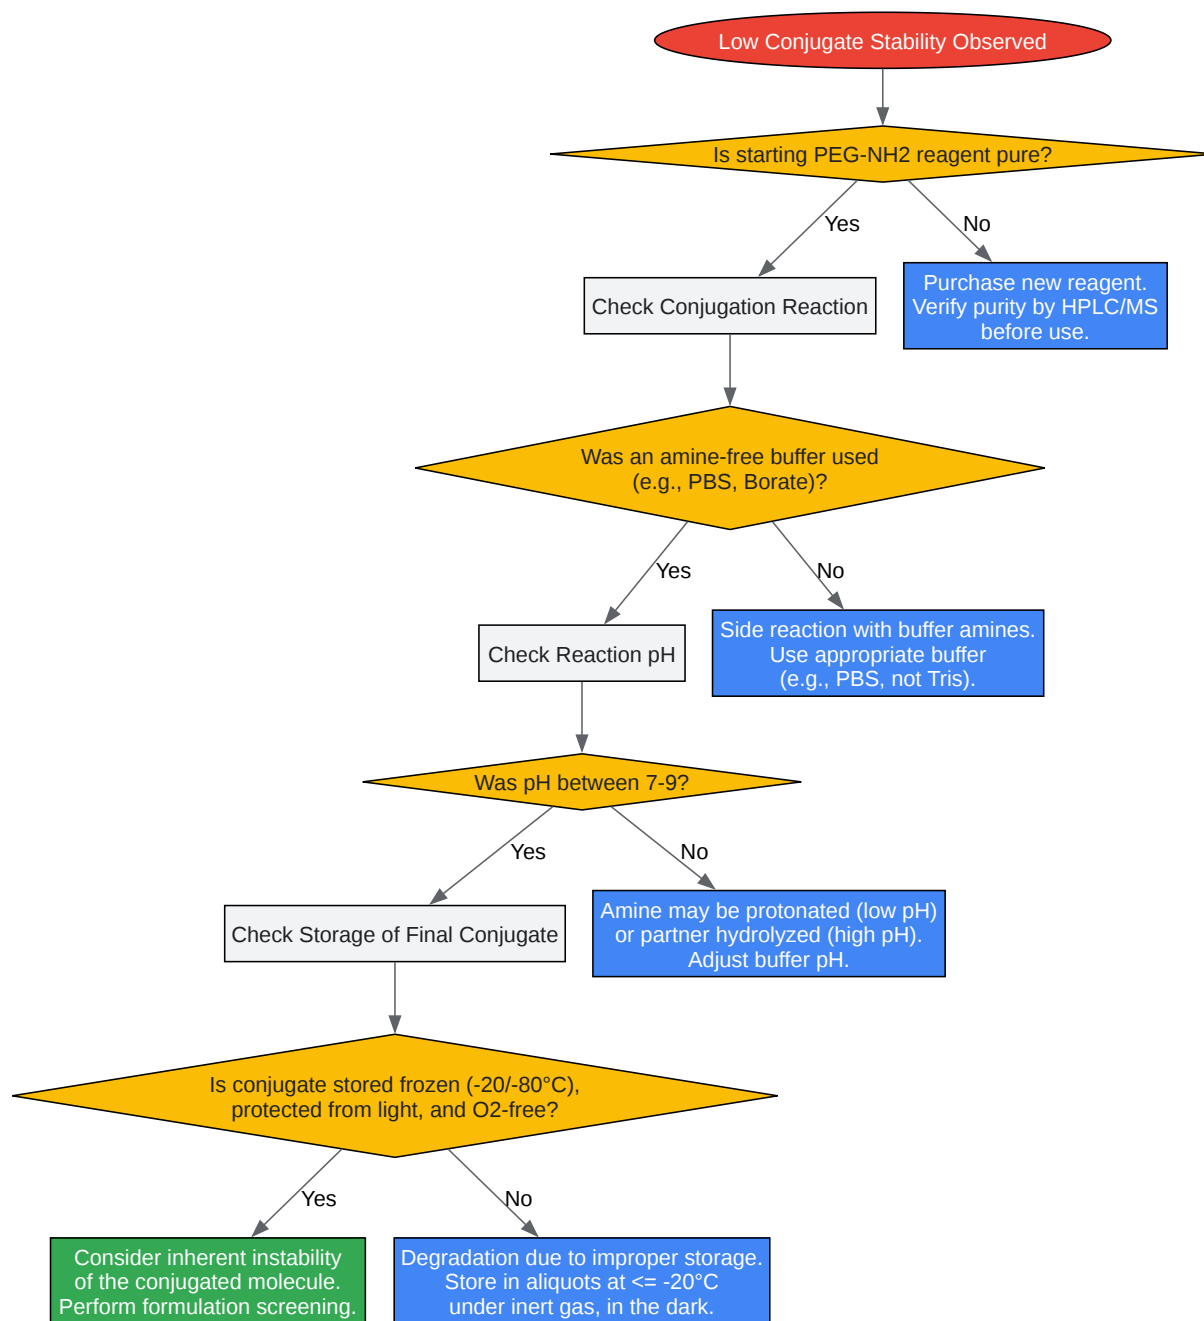 Low Conjugate Stability Observed
Is starting PEG-NH2 reagent pure?
Yes
No
Check Conjugation Reaction
Purchase new reagent.
Verify purity by HPLC/MS
before use.
Was an amine-free buffer used
(e.g., PBS, Borate)?
Yes
No
Check Reaction pH
Side reaction with buffer amines.
Use appropriate buffer
(e.g., PBS, not Tris).
Was pH between 7-9?
Yes
No
Check Storage of Final Conjugate
Amine may be protonated (low pH)
or partner hydrolyzed (high pH).
Adjust buffer pH.
Is conjugate stored frozen (-20/-80°C),
protected from light, and O2-free?
Yes
No
Consider inherent instability
of the conjugated molecule.
Perform formulation screening.
Degradation due to improper storage.
Store in aliquots at <= -20°C
under inert gas, in the dark.